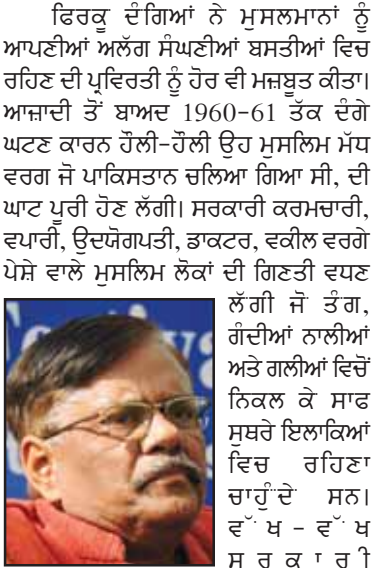 ਫਿਰਕੂ ਦੰਗਿਆਂ ਨੇ ਮੁਸਲਮਾਨਾਂ ਨੂੰ
ਆਪਣੀਆਂ ਅਲੱਗ ਸੰਘਣੀਆਂ ਬਸਤੀਆਂ ਵਿਚ
ਰਹਿਣ ਦੀ ਪ੍ਰਵਿਰਤੀ ਨੂੰ ਹੋਰ ਵੀ ਮਜ਼ਬੂਤ ਕੀਤਾ।
ਆਜ਼ਾਦੀ ਤੋਂ ਬਾਅਦ 1960-61 ਤੱਕ ਦੰਗੇ
ਘਟਣ ਕਾਰਨ ਹੌਲੀ-ਹੌਲੀ ਉਹ ਮੁਸਲਿਮ ਮੱਧ
ਵਰਗ ਜੋ ਪਾਕਿਸਤਾਨ ਚਲਿਆ ਗਿਆ ਸੀ, ਦੀ
ਘਾਟ ਪੂਰੀ ਹੋਣ ਲੱਗੀ। ਸਰਕਾਰੀ ਕਰਮਚਾਰੀ,
ਵਪਾਰੀ, ਉਦਯੋਗਪਤੀ, ਡਾਕਟਰ, ਵਕੀਲ ਵਰਗੇ
ਪੇਸ਼ੇ ਵਾਲੇ ਮੁਸਲਿਮ ਲੋਕਾਂ ਦੀ ਗਿਣਤੀ ਵਧਣ
ਲੱਗੀ ਜੋ ਤੰਗ,
ਗੰਦੀਆਂ ਨਾਲੀਆਂ
ਅਤੇ ਗਲੀਆਂ ਵਿਚੋਂ
ਨਿਕਲ ਕੇ ਸਾਫ
ਸੁਥਰੇ ਇਲਾਕਿਆਂ
ਵਿਚ ਰਹਿਣਾ
ਚਾਹੁੰਦੇ ਸਨ।
ਵੱਖ-ਵੱਖ
ਸਰਕਾਰੀ